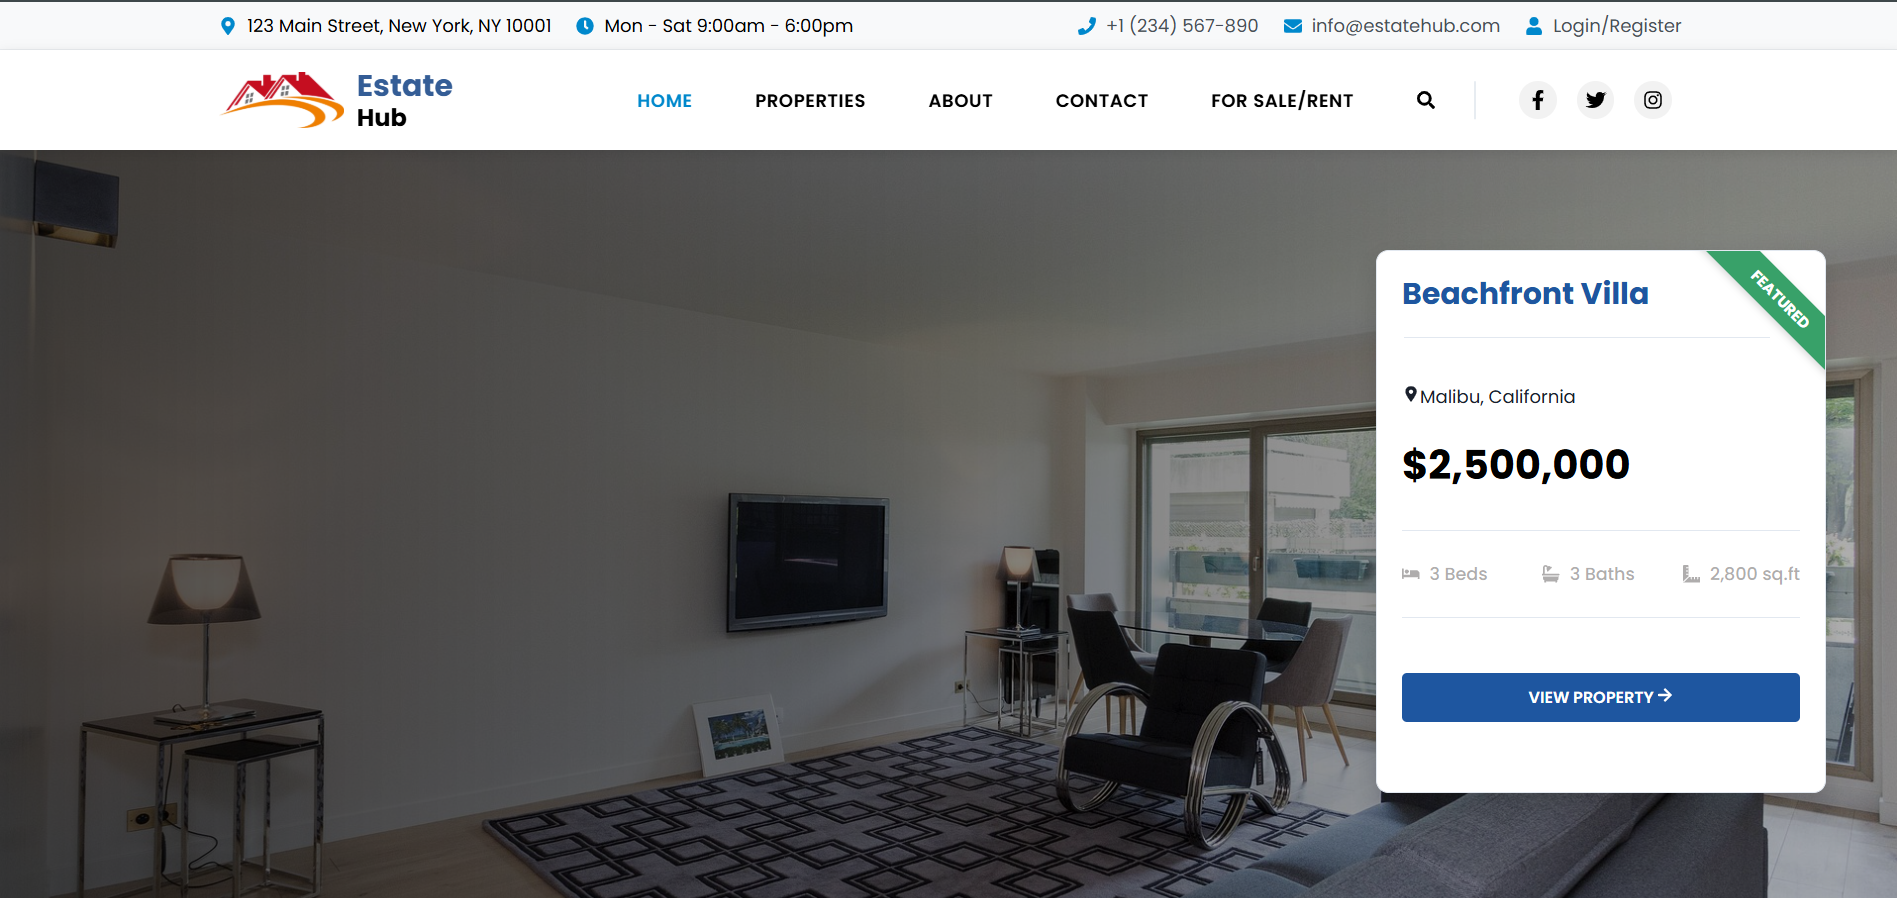 123 Main Street, New York, NY 10001 Mon - Sat 9:00am - 6:00pm +1 (234) 567-890 info@estatehub.com Login/Register
Estate
Hub
HOME PROPERTIES ABOUT CONTACT FOR SALE/RENT
FEATURED
Beachfront Villa
Malibu, California
$2,500,000
3 Beds 3 Baths 2,800 sq.ft
VIEW PROPERTY